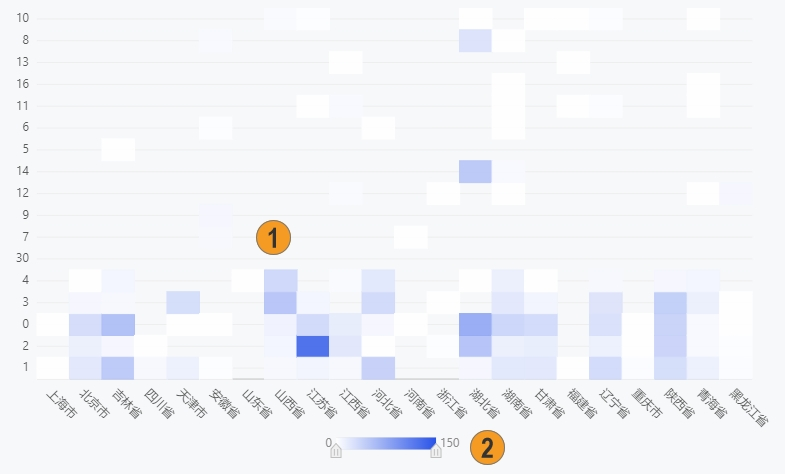 10
8
13
16
11
6
5
14
12
9
7
1
30
4
3
0
2
1
上海市
北京市
吉林省
四川省
天津市
安徽省
山东省
山西省
江苏省
江西省
河北省
河南省
浙江省
湖北省
湖南省
甘肃省
福建省
辽宁省
重庆市
陕西省
青海省
黑龙江省
0 150 2